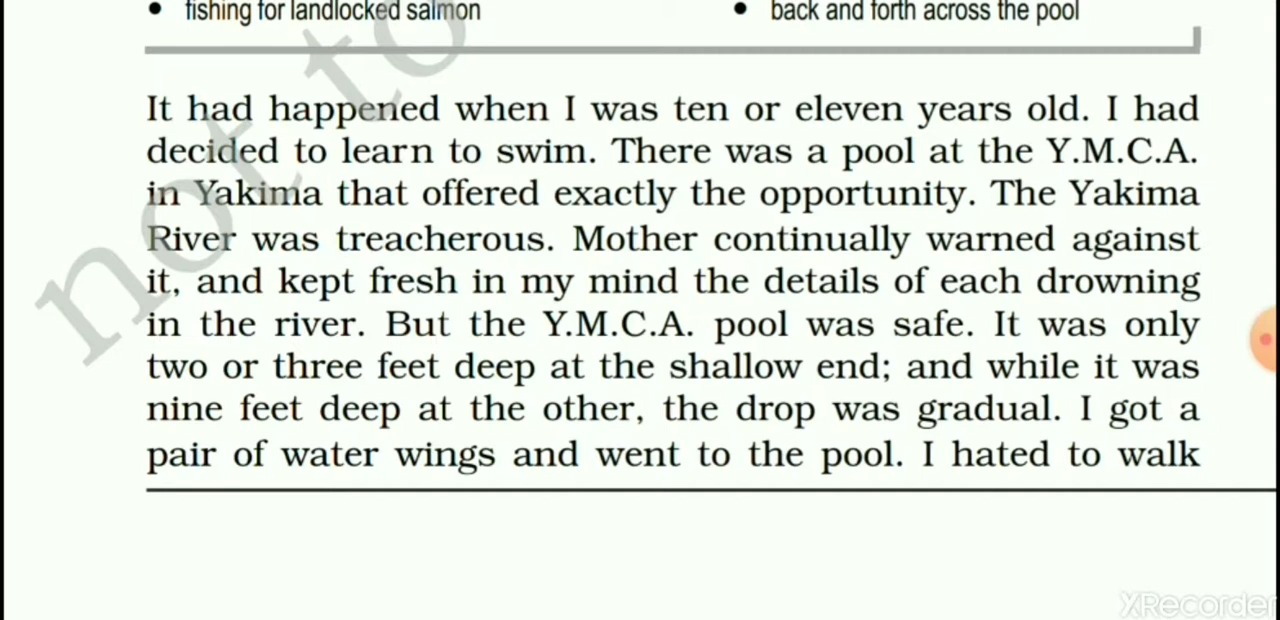 • fishing for landlocked salmon • back and forth across the pool
It had happened when I was ten or eleven years old. I had
decided to learn to swim. There was a pool at the Y.M.C.A.
in Yakima that offered exactly the opportunity. The Yakima
River was treacherous. Mother continually warned against
it, and kept fresh in my mind the details of each drowning
in the river. But the Y.M.C.A. pool was safe. It was only
two or three feet deep at the shallow end; and while it was
nine feet deep at the other, the drop was gradual. I got a
pair of water wings and went to the pool. I hated to walk
not to
XRecorder